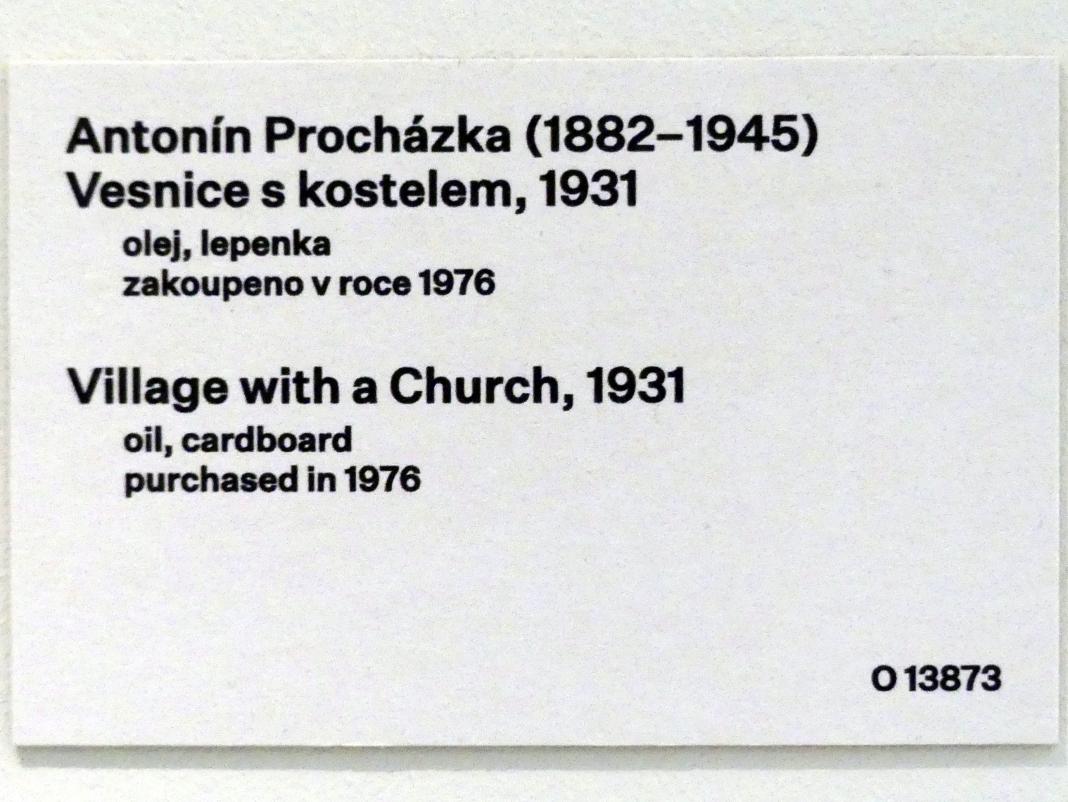 Antonín Procházka (1882–1945)
Vesnice s kostelem, 1931
olej, lepenka
zakoupeno v roce 1976
Village with a Church, 1931
oil, cardboard
purchased in 1976
O 13873